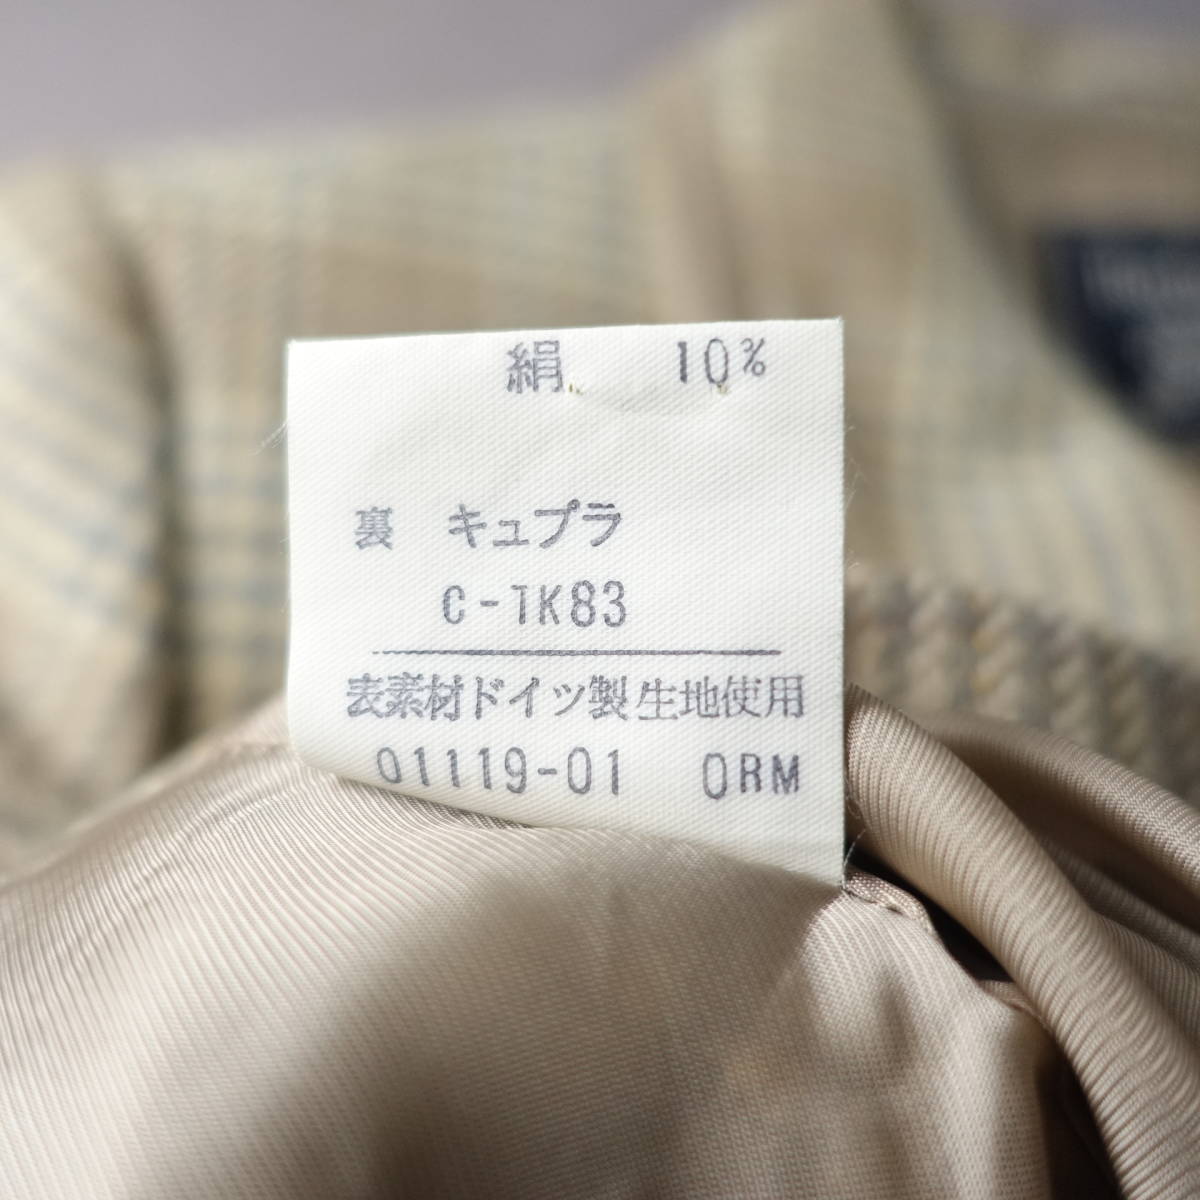 絹 10%
裏 キュプラ
C-TK83
表素材ドイツ製生地使用
01119-01 0RM